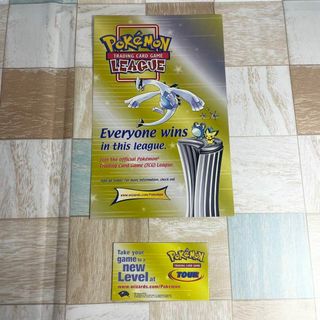 POKéMON
TRADING CARD GAME
LEAGUE
Everyone wins
in this league.
Join the official Pokémon
Trading Card Game (TCG) League.
www.wizards.com/Pokemon
Take your
game to a
new
Level at
www.wizards.com/Pokemon
POKéMON
TRADING CARD GAME
TOUR